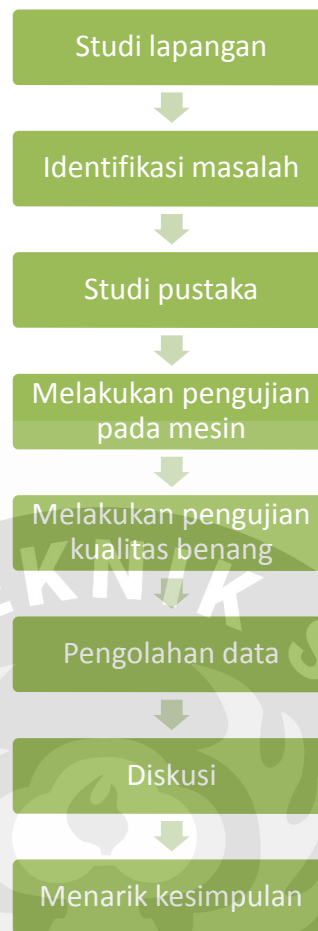 Studi lapangan
Identifikasi masalah
Studi pustaka
Melakukan pengujian
pada mesin
Melakukan pengujian
kualitas benang
EKNIK S
Pengolahan data
Diskusi
Menarik kesimpulan